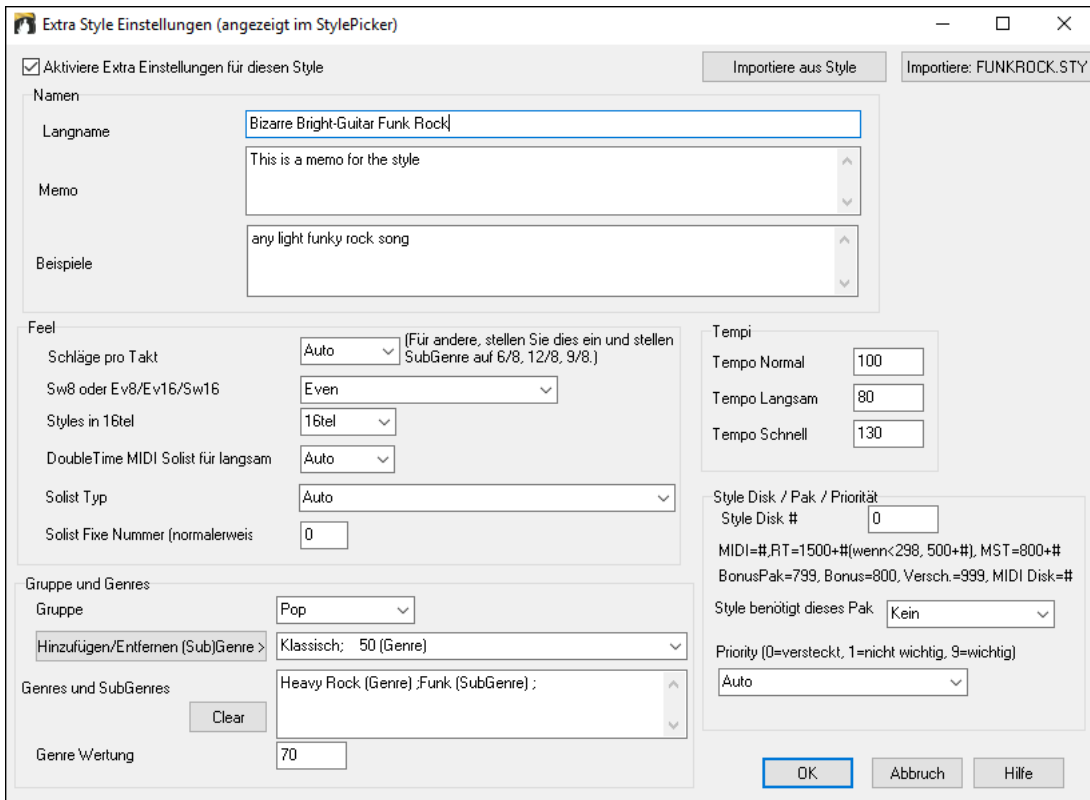 Extra Style Einstellungen (angezeigt im StylePicker)
Aktiviere Extra Einstellungen für diesen Style
Importiere aus Style
Importiere: FUNKROCK.STY
Namen
Langname
Bizarre Bright-Guitar Funk Rock
Memo
This is a memo for the style
Beispiele
any light funky rock song
Feel
Schläge pro Takt
Auto
(Für andere, stellen Sie dies ein und stellen
SubGenre auf 6/8, 12/8, 9/8.)
Sw8 oder Ev8/Ev16/Sw16
Even
Styles in 16tel
16tel
DoubleTime MIDI Solist für langsam
Auto
Solist Typ
Auto
Solist Fixe Nummer (normalerweis
0
Tempi
Tempo Normal
100
Tempo Langsam
80
Tempo Schnell
130
Style Disk / Pak / Priorität
Style Disk #
0
MIDI=#,RT=1500+#(wenn<298, 500+#), MST=800+#
BonusPak=799, Bonus=800, Versch.=999, MIDI Disk=#
Style benötigt dieses Pak
Kein
Priority (0=versteckt, 1=nicht wichtig, 9=wichtig)
Auto
Gruppe und Genres
Gruppe
Pop
Hinzufügen/Entfernen (Sub)Genre >
Klassisch; 50 (Genre)
Genres und SubGenres
Heavy Rock (Genre) ;Funk (SubGenre) ;
Clear
Genre Wertung
70
OK
Abbruch
Hilfe